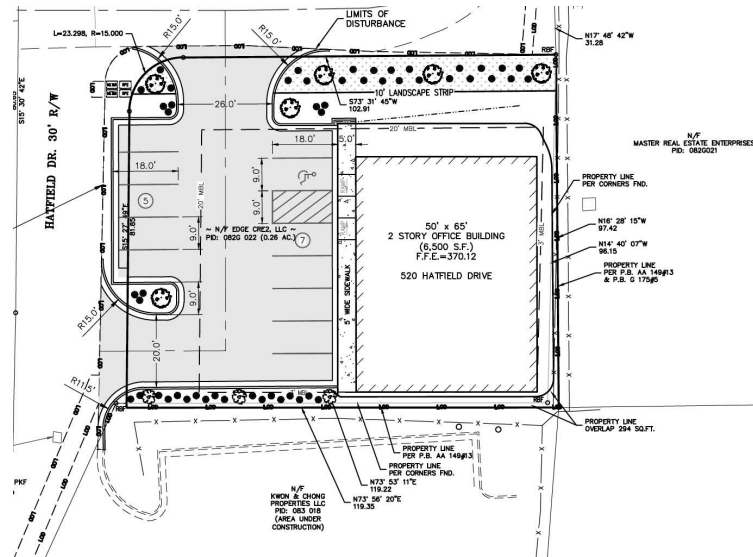 R15.0'
L=23.298, R=15.000
LIMITS OF
DISTURBANCE
R15.0'
LOD
N17° 48' 42"W
31.28
RBF
S15° 30' 42"E
10' LANDSCAPE STRIP
S73° 31' 45"W
102.91
26.0'
20' MBL
HATFIELD DR. 30' R/W
N/F
MASTER REAL ESTATE ENTERPRISES
PID: 082G021
18.0'
18.0'
5.0'
9.0'
9.0'
PROPERTY LINE
PER CORNERS FND.
5
20' MBL
S15° 27' 49"E
81.85
9.0'
~ N/F EDGE CRE2, LLC ~
PID: 082G 022 (0.26 AC.)
7
50' x 65'
2 STORY OFFICE BUILDING
(6,500 S.F.)
F.F.E.=370.12
520 HATFIELD DRIVE
5' WIDE SIDEWALK
N16° 28' 15"W
97.42
N14° 40' 07"W
96.15
PROPERTY LINE
PER P.B. AA 149#13
& P.B. G 175#5
9.0'
R15.0'
20.0'
R11.5'
RBF
RBF
PROPERTY LINE
OVERLAP 294 SQ.FT.
PROPERTY LINE
PER P.B. AA 149#13
PROPERTY LINE
PER CORNERS FND.
N73° 53' 11"E
119.22
N73° 56' 20"E
119.35
N/F
KWON & CHONG
PROPERTIES LLC
PID: 083 018
(AREA UNDER
CONSTRUCTION)
PKF